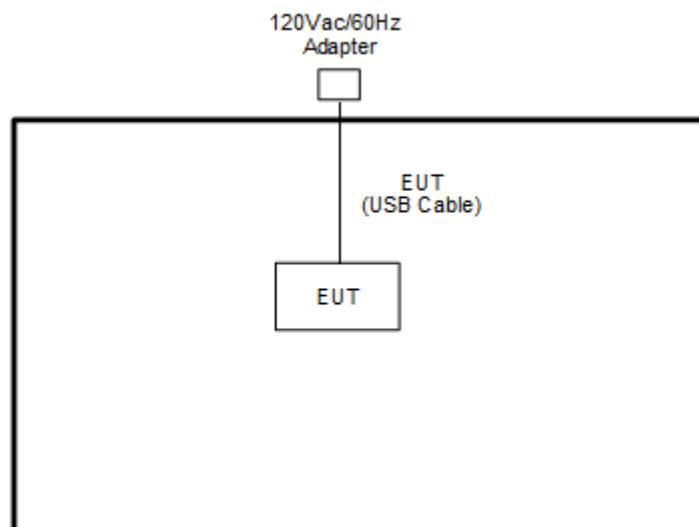 120Vac/60Hz
Adapter
EUT
(USB Cable)
EUT